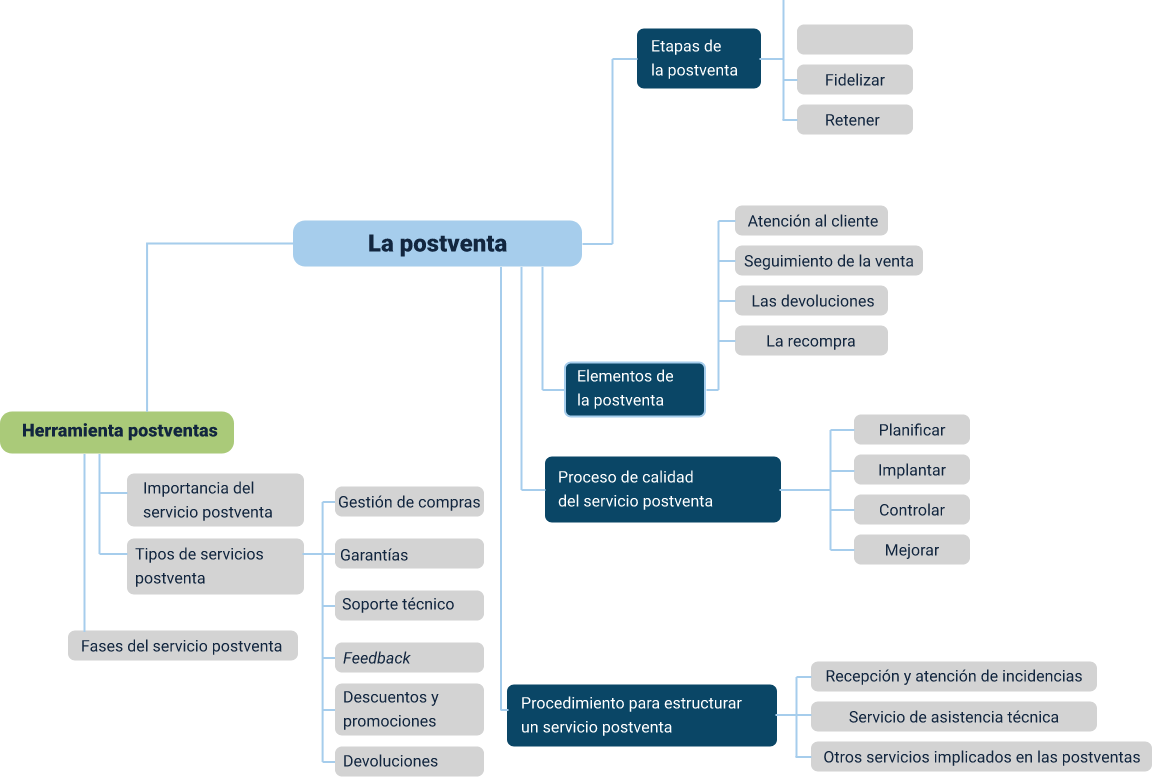 Etapas de
la postventa
Fidelizar
Retener
La postventa
Atención al cliente
Seguimiento de la venta
Las devoluciones
La recompra
Elementos de
la postventa
Herramienta postventas
Planificar
Implantar
Controlar
Mejorar
Proceso de calidad
del servicio postventa
Importancia del
servicio postventa
Tipos de servicios
postventa
Fases del servicio postventa
Gestión de compras
Garantías
Soporte técnico
Feedback
Descuentos y
promociones
Devoluciones
Procedimiento para estructurar
un servicio postventa
Recepción y atención de incidencias
Servicio de asistencia técnica
Otros servicios implicados en las postventas